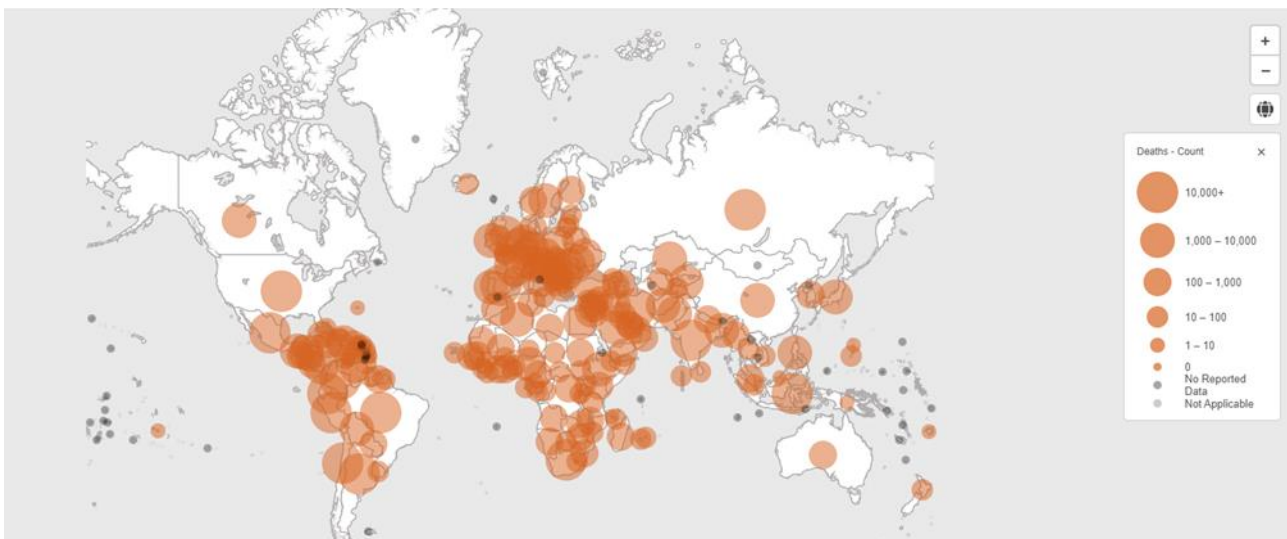 +
−
Deaths - Count ×
10,000+
1,000 – 10,000
100 – 1,000
10 – 100
1 – 10
0
No Reported
Data
Not Applicable